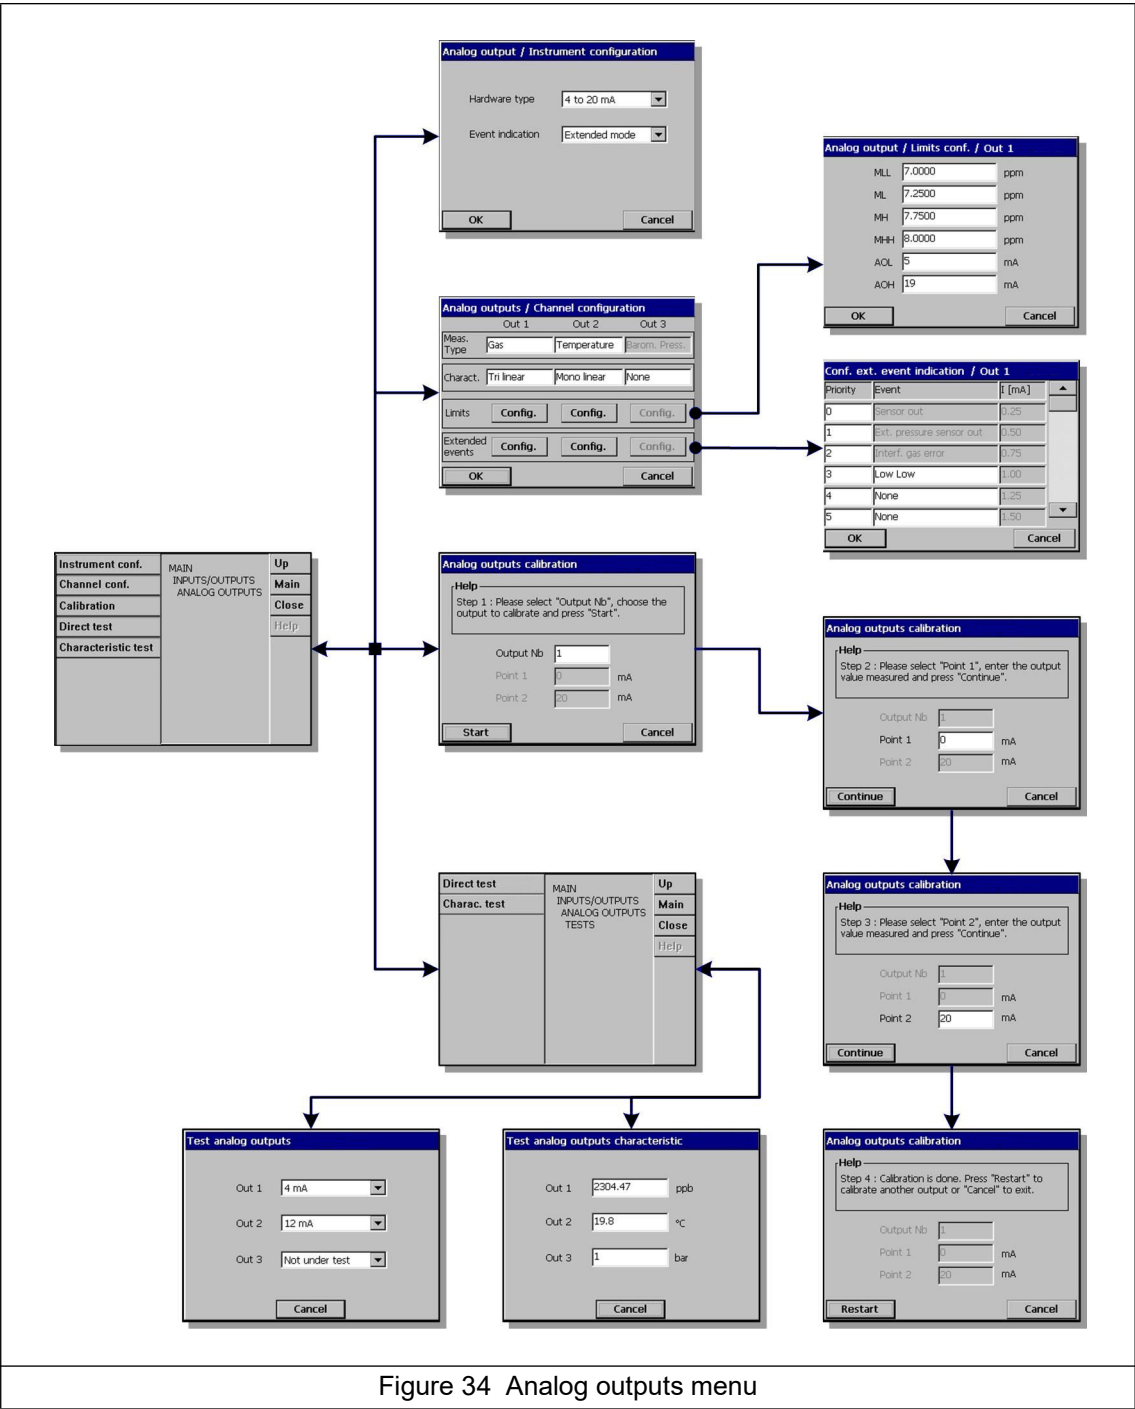 Analog output / Instrument configuration
Hardware type 4 to 20 mA
Event indication Extended mode
OK Cancel
Analog output / Limits conf. / Out 1
MLL 7.0000 ppm
ML 7.2500 ppm
MH 7.7500 ppm
MHH 8.0000 ppm
AOL 5 mA
AOH 19 mA
OK Cancel
Analog outputs / Channel configuration
Out 1 Out 2 Out 3
Meas. Type Gas Temperature Barom. Press.
Charact. Tri linear Mono linear None
Limits Config. Config. Config.
Extended events Config. Config. Config.
OK Cancel
Conf. ext. event indication / Out 1
Priority Event I [mA]
0 Sensor out 0.25
1 Ext. pressure sensor out 0.50
2 Interf. gas error 0.75
3 Low Low 1.00
4 None 1.25
5 None 1.50
OK Cancel
Instrument conf.
Channel conf.
Calibration
Direct test
Characteristic test
MAIN
INPUTS/OUTPUTS
ANALOG OUTPUTS
Up
Main
Close
Help
Analog outputs calibration
Help
Step 1 : Please select "Output Nb", choose the
output to calibrate and press "Start".
Output Nb 1
Point 1 0 mA
Point 2 20 mA
Start Cancel
Analog outputs calibration
Help
Step 2 : Please select "Point 1", enter the output
value measured and press "Continue".
Output Nb 1
Point 1 0 mA
Point 2 20 mA
Continue Cancel
Direct test
Charac. test
MAIN
INPUTS/OUTPUTS
ANALOG OUTPUTS
TESTS
Up
Main
Close
Help
Analog outputs calibration
Help
Step 3 : Please select "Point 2", enter the output
value measured and press "Continue".
Output Nb 1
Point 1 0 mA
Point 2 20 mA
Continue Cancel
Test analog outputs
Out 1 4 mA
Out 2 12 mA
Out 3 Not under test
Cancel
Test analog outputs characteristic
Out 1 2304.47 ppb
Out 2 19.8 °C
Out 3 1 bar
Cancel
Analog outputs calibration
Help
Step 4 : Calibration is done. Press "Restart" to
calibrate another output or "Cancel" to exit.
Output Nb 1
Point 1 0 mA
Point 2 20 mA
Restart Cancel
Figure 34 Analog outputs menu